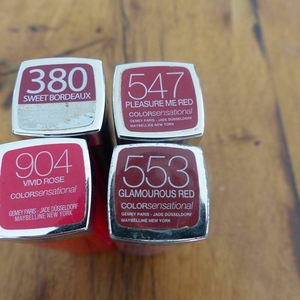 380
SWEET BORDEAUX
547
PLEASURE ME RED
COLORsensational
GEMEY PARIS - JADE DÜSSELDORF
MAYBELLINE NEW YORK
904
VIVID ROSE
COLORsensational
GEMEY PARIS - JADE DÜSSELDORF
MAYBELLINE NEW YORK
553
GLAMOUROUS RED
COLORsensational
GEMEY PARIS - JADE DÜSSELDORF
MAYBELLINE NEW YORK